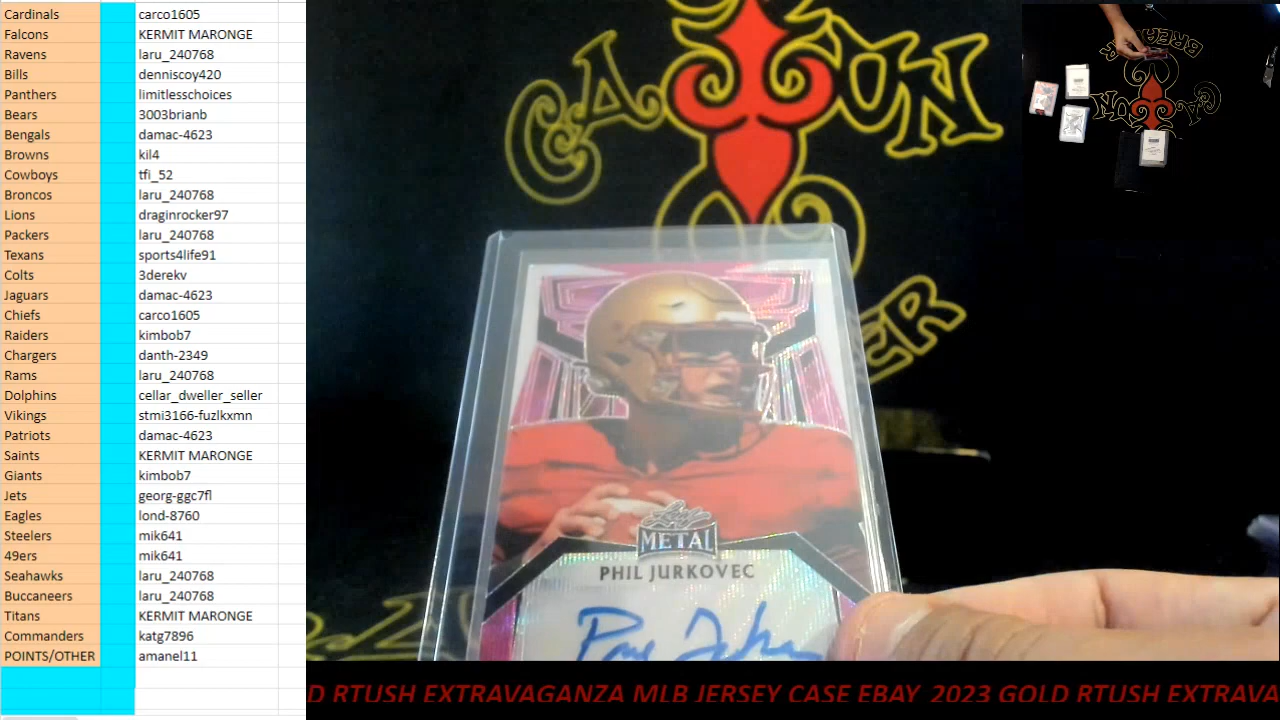 Cardinals carco1605
Falcons KERMIT MARONGE
Ravens laru_240768
Bills denniscoy420
Panthers limitlesschoices
Bears 3003brianb
Bengals damac-4623
Browns kil4
Cowboys tfi_52
Broncos laru_240768
Lions draginrocker97
Packers laru_240768
Texans sports4life91
Colts 3derekv
Jaguars damac-4623
Chiefs carco1605
Raiders kimbob7
Chargers danth-2349
Rams laru_240768
Dolphins cellar_dweller_seller
Vikings stmi3166-fuzlkxmn
Patriots damac-4623
Saints KERMIT MARONGE
Giants kimbob7
Jets georg-ggc7fl
Eagles lond-8760
Steelers mik641
49ers mik641
Seahawks laru_240768
Buccaneers laru_240768
Titans KERMIT MARONGE
Commanders katg7896
POINTS/OTHER amanel11
Leaf
METAL
PHIL JURKOVEC
D RTUSH EXTRAVAGANZA MLB JERSEY CASE EBAY 2023 GOLD RTUSH EXTRAVA